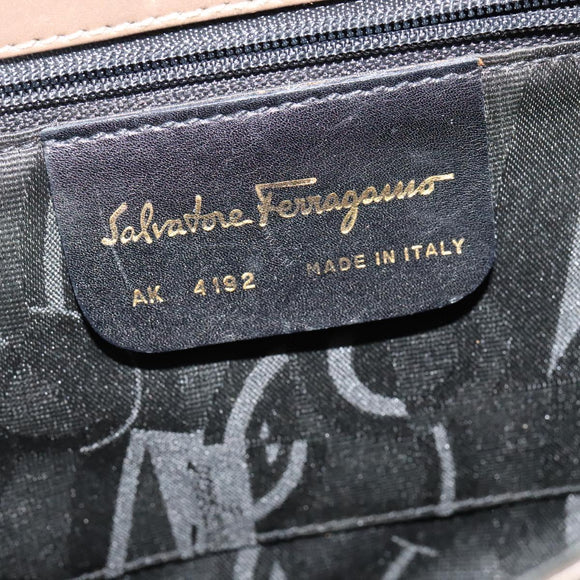 Salvatore Ferragamo
AK 4192 MADE IN ITALY